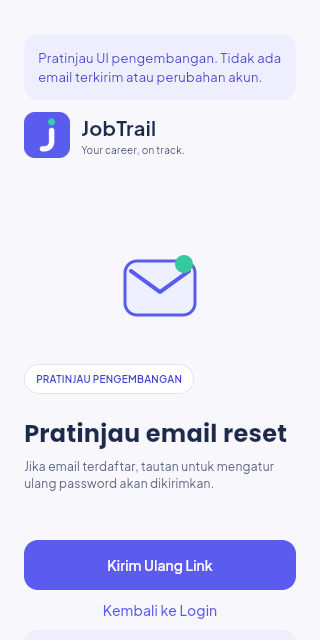 Pratinjau UI pengembangan. Tidak ada
email terkirim atau perubahan akun.
JobTrail
Your career, on track.
PRATINJAU PENGEMBANGAN
Pratinjau email reset
Jika email terdaftar, tautan untuk mengatur
ulang password akan dikirimkan.
Kirim Ulang Link
Kembali ke Login